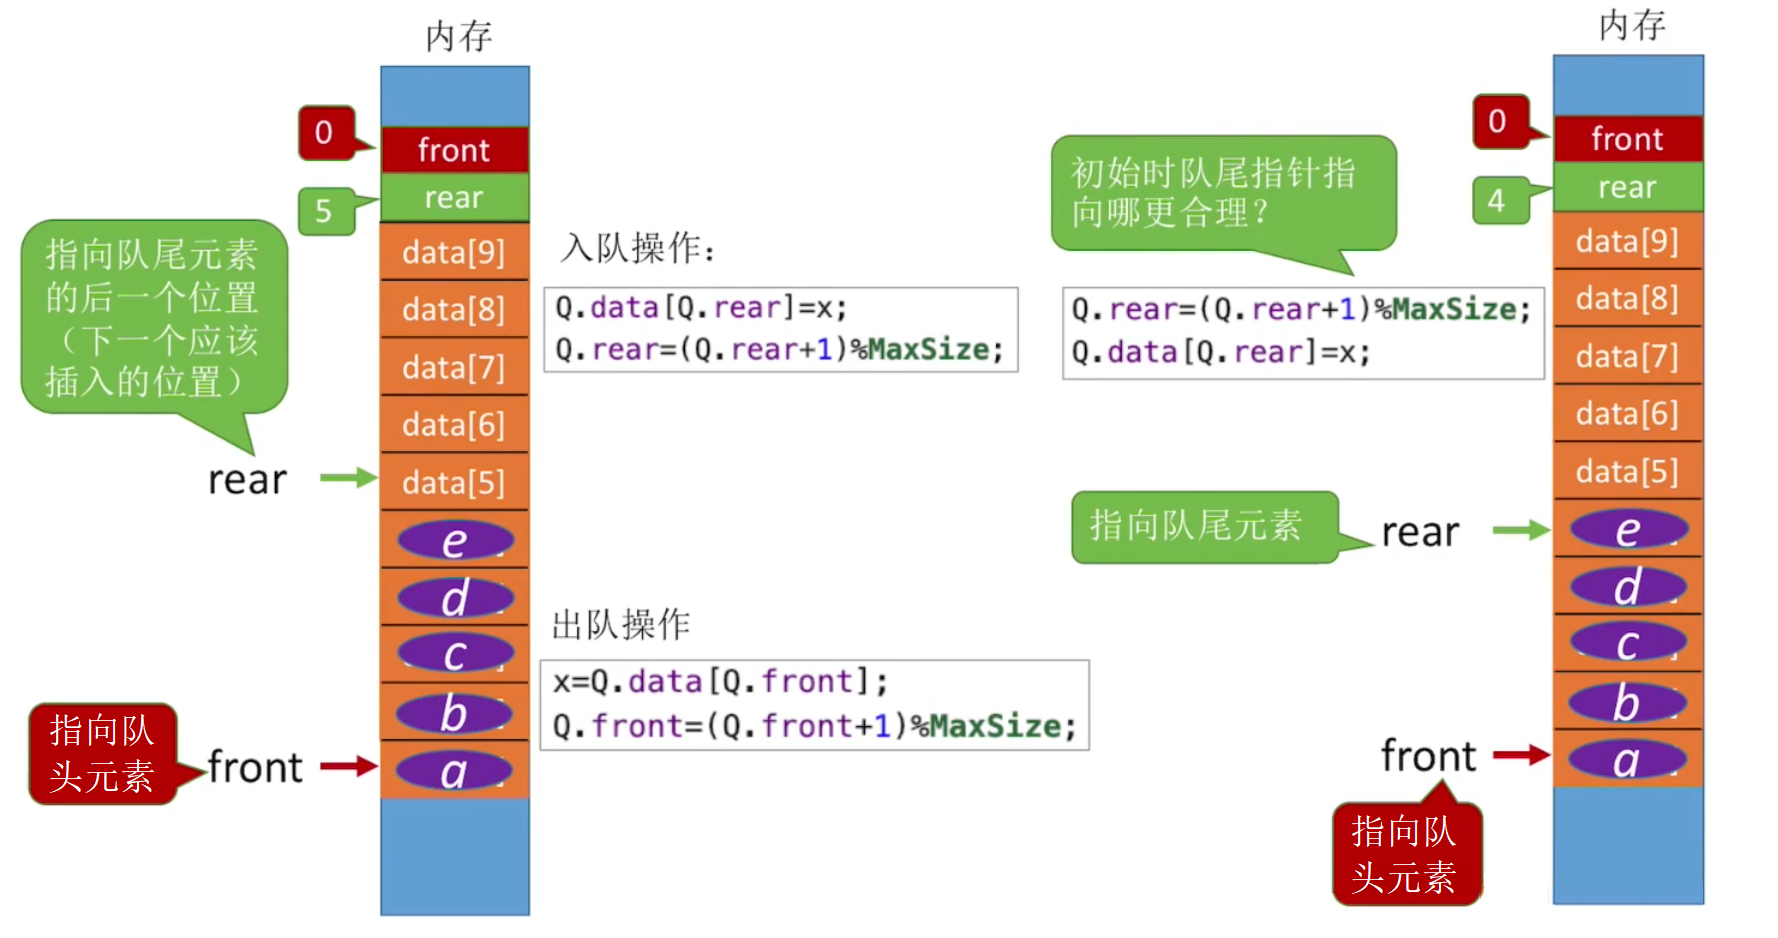 内存
0
front
5
rear
指向队尾元素
的后一个位置
（下一个应该
插入的位置）
data[9]
data[8]
data[7]
data[6]
rear
data[5]
e
d
c
b
指向队
头元素
front
a
入队操作：
Q.data[Q.rear]=x;
Q.rear=(Q.rear+1)%MaxSize;
出队操作
x=Q.data[Q.front];
Q.front=(Q.front+1)%MaxSize;
内存
0
front
4
rear
初始时队尾指针指
向哪更合理？
Q.rear=(Q.rear+1)%MaxSize;
Q.data[Q.rear]=x;
data[9]
data[8]
data[7]
data[6]
data[5]
指向队尾元素
rear
e
d
c
b
front
a
指向队
头元素